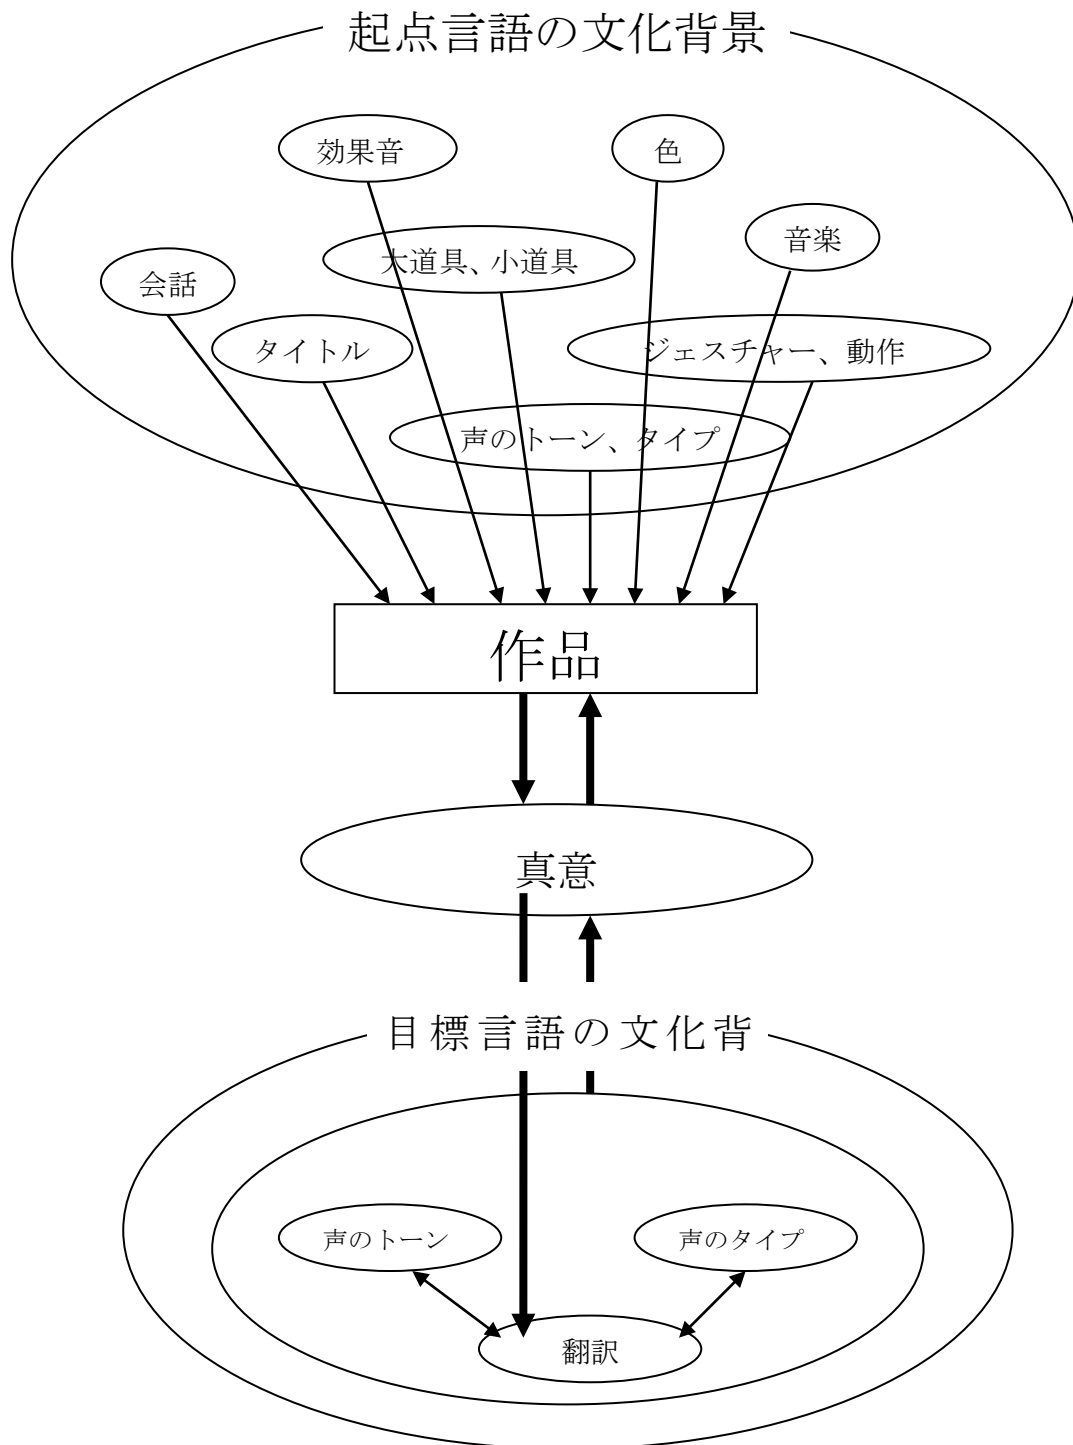 起点言語の文化背景
効果音
色
音楽
大道具、小道具
会話
タイトル
ジェスチャー、動作
声のトーン、タイプ
作品
真意
目標言語の文化背
声のトーン
声のタイプ
翻訳